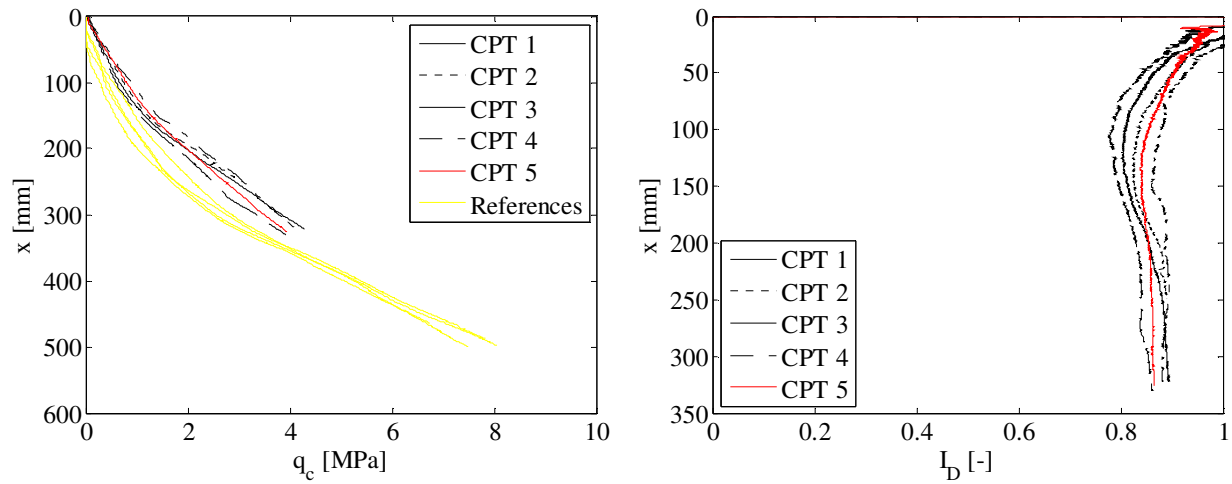 0
100
200
300
400
500
600
x [mm]
0 2 4 6 8 10
q_c [MPa]
CPT 1
CPT 2
CPT 3
CPT 4
CPT 5
References
0
50
100
150
200
250
300
350
x [mm]
0 0.2 0.4 0.6 0.8 1
I_D [-]
CPT 1
CPT 2
CPT 3
CPT 4
CPT 5